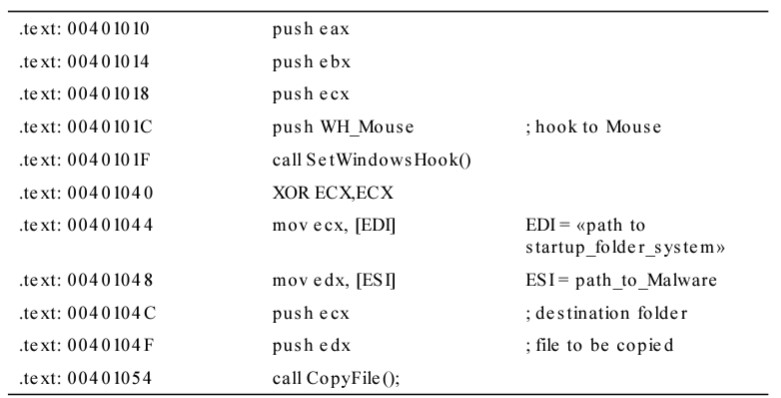 .text: 00401010 push eax
.text: 00401014 push ebx
.text: 00401018 push ecx
.text: 0040101C push WH_Mouse ; hook to Mouse
.text: 0040101F call SetWindowsHook()
.text: 00401040 XOR ECX,ECX
.text: 00401044 mov ecx, [EDI] EDI = «path to
startup_folder_system»
.text: 00401048 mov edx, [ESI] ESI = path_to_Malware
.text: 0040104C push ecx ; destination folder
.text: 0040104F push edx ; file to be copied
.text: 00401054 call CopyFile();